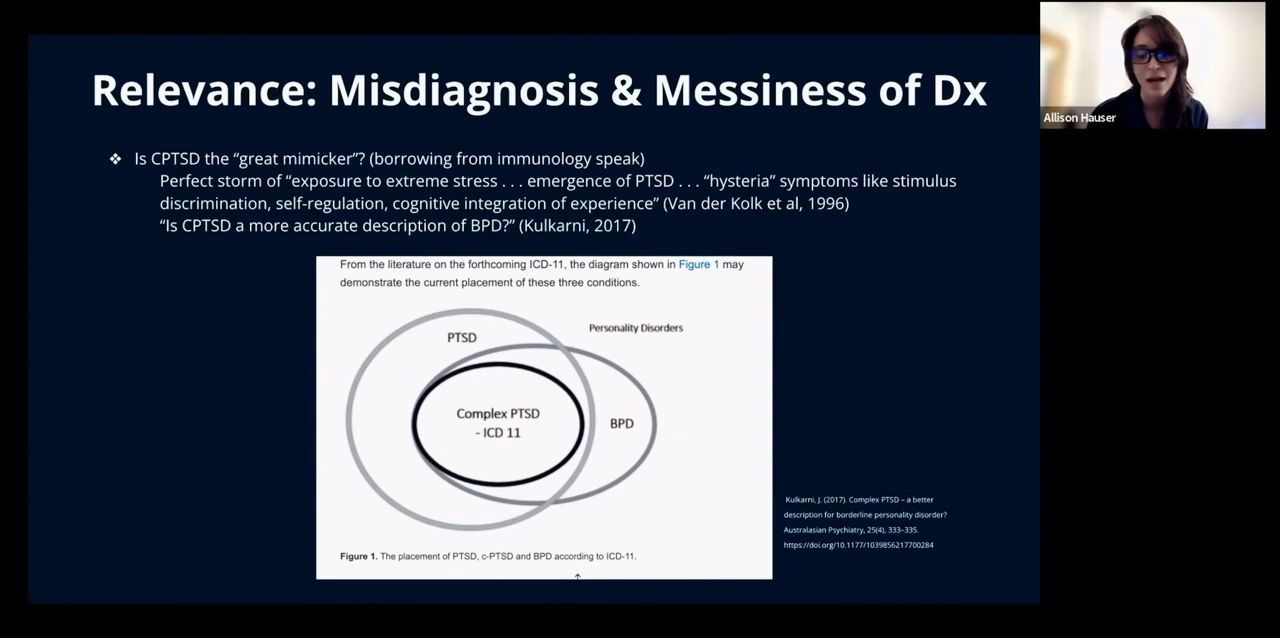 Relevance: Misdiagnosis & Messiness of Dx
Allison Hauser
❖ Is CPTSD the “great mimicker”? (borrowing from immunology speak)
Perfect storm of “exposure to extreme stress . . . emergence of PTSD . . . “hysteria” symptoms like stimulus
discrimination, self-regulation, cognitive integration of experience” (Van der Kolk et al, 1996)
“Is CPTSD a more accurate description of BPD?” (Kulkarni, 2017)
From the literature on the forthcoming ICD-11, the diagram shown in Figure 1 may
demonstrate the current placement of these three conditions.
PTSD
Personality Disorders
Complex PTSD
- ICD 11
BPD
Figure 1. The placement of PTSD, c-PTSD and BPD according to ICD-11.
Kulkarni, J. (2017). Complex PTSD – a better
description for borderline personality disorder?
Australasian Psychiatry, 25(4), 333–335.
https://doi.org/10.1177/1039856217700284